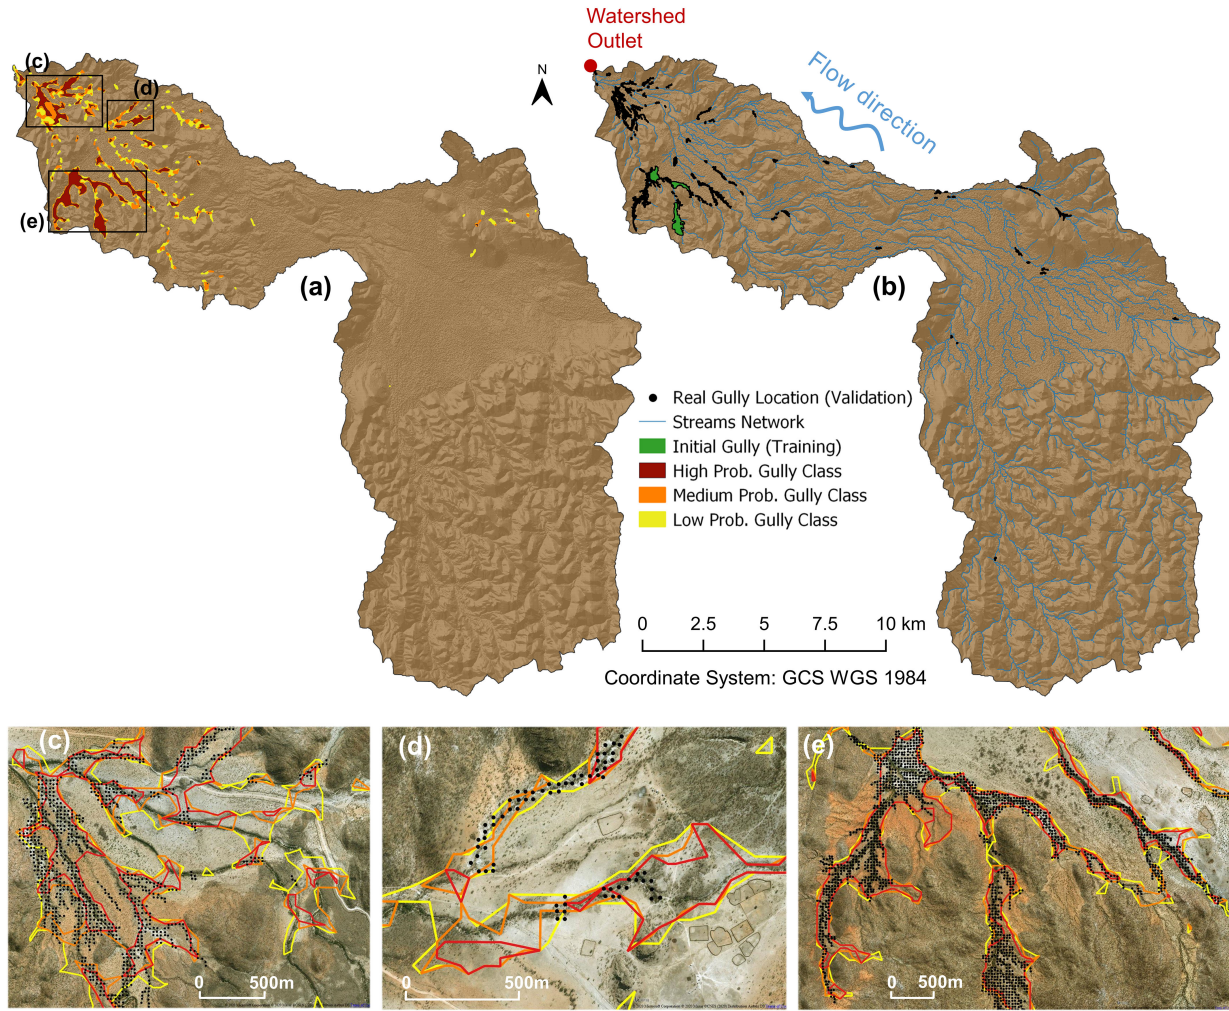 Watershed
Outlet
(c)
(d)
N
Flow direction
(e)
(a)
(b)
Real Gully Location (Validation)
Streams Network
Initial Gully (Training)
High Prob. Gully Class
Medium Prob. Gully Class
Low Prob. Gully Class
0 2.5 5 7.5 10 km
Coordinate System: GCS WGS 1984
(c)
(d)
(e)
0 500m
0 500m
0 500m